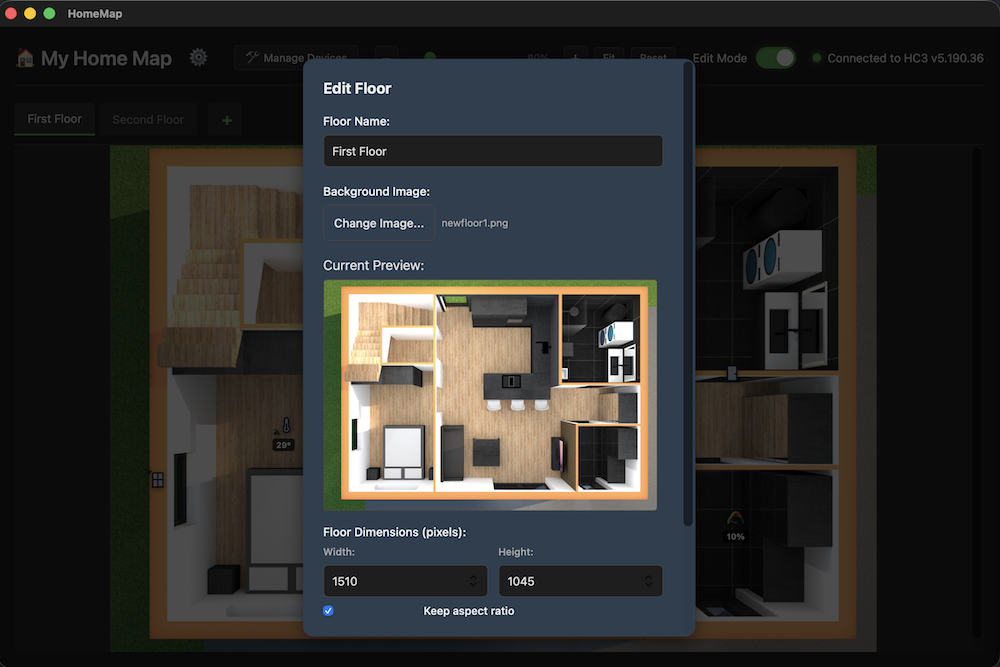 HomeMap
My Home Map
Manage Devices
80%
+
Fit
Reset
Edit Mode
Connected to HC3 v5.190.36
First Floor
Second Floor
+
Edit Floor
Floor Name:
First Floor
Background Image:
Change Image...
newfloor1.png
Current Preview:
29°
10%
Floor Dimensions (pixels):
Width:
Height:
1510
1045
Keep aspect ratio